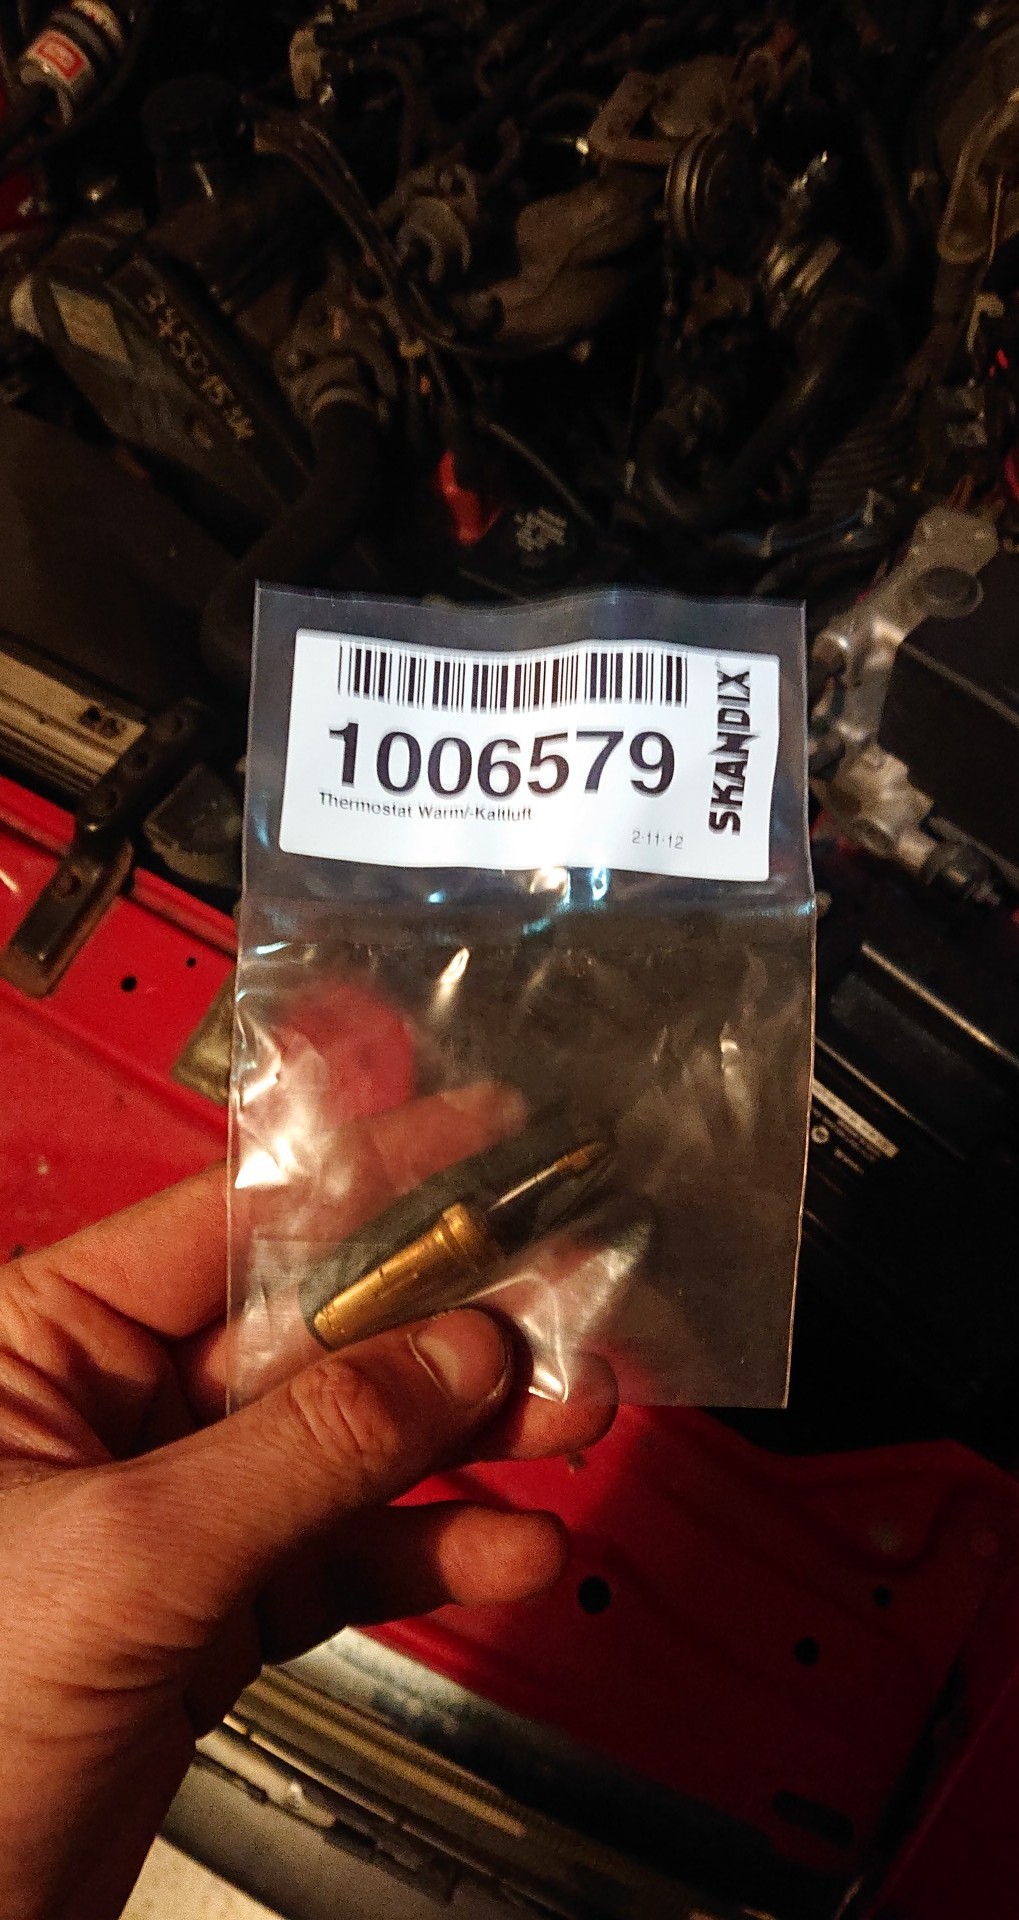 1006579
Thermostat Warm/-Kaltluft
2-11-12
SKANDIX